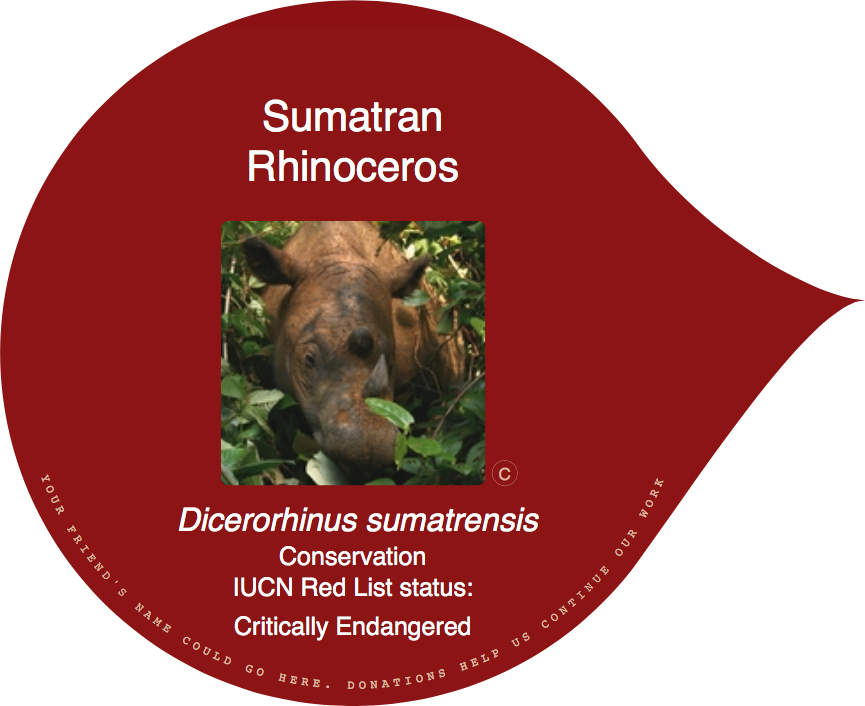 Sumatran
Rhinoceros
C
Dicerorhinus sumatrensis
Conservation
IUCN Red List status:
Critically Endangered
YOUR FRIEND'S NAME COULD GO HERE. DONATIONS HELP US CONTINUE OUR WORK